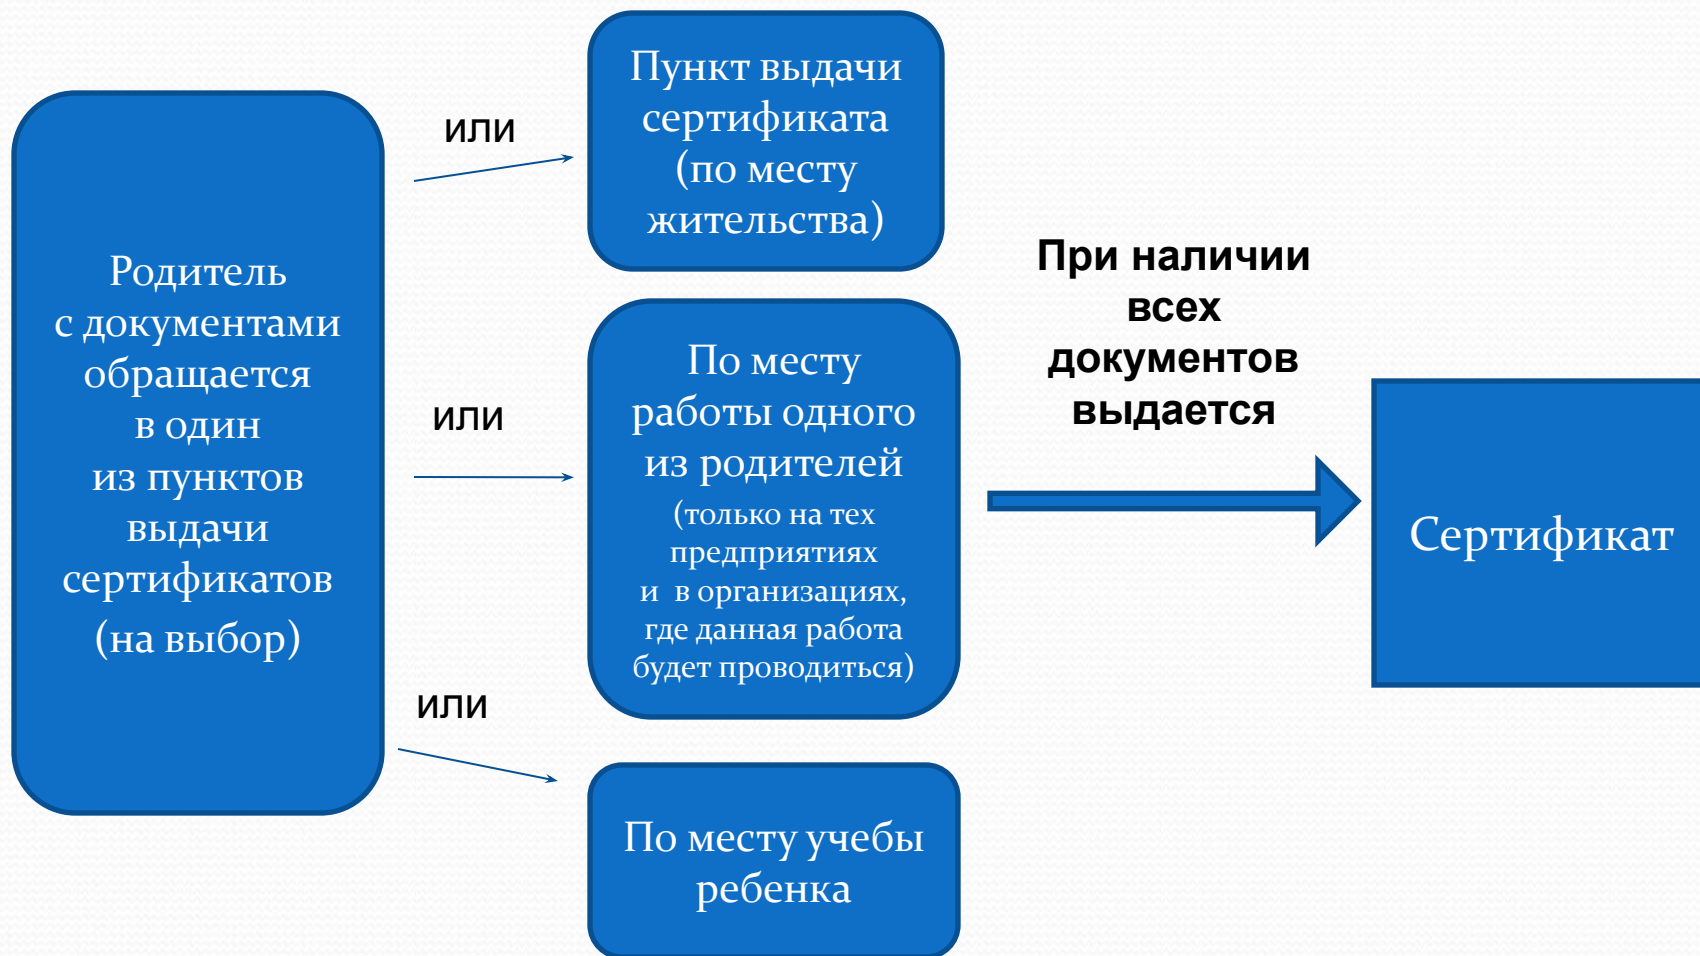 Родитель
с документами
обращается
в один
из пунктов
выдачи
сертификатов
(на выбор)
или
Пункт выдачи
сертификата
(по месту
жительства)
или
По месту
работы одного
из родителей
(только на тех
предприятиях
и в организациях,
где данная работа
будет проводиться)
или
По месту учебы
ребенка
При наличии
всех
документов
выдается
Сертификат